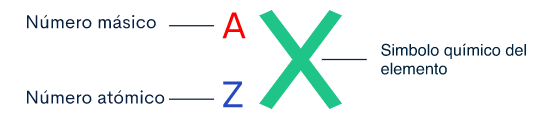 Número másico
A
X
Simbolo químico del
elemento
Número atómico
Z